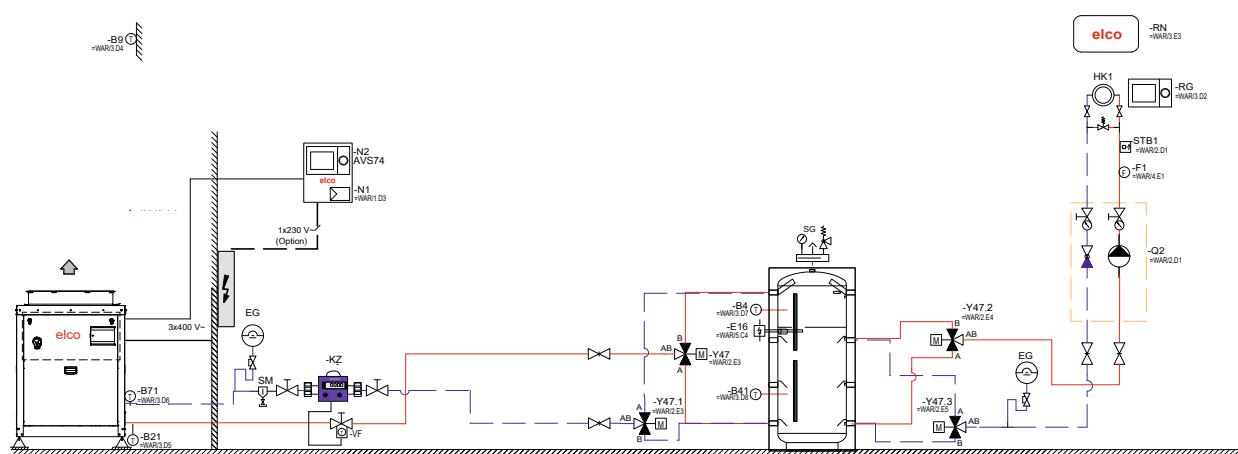 -B9
T
=WAR/3.D4
elco
-RN
=WAR/3.E3
HK1
-RG
=WAR/3.D2
-STB1
=WAR/2.D1
F
-F1
=WAR/4.E1
-N2
AVS74
elco
-N1
=WAR/1.D3
1x230 V~
(Option)
SG
-Q2
=WAR/2.D1
elco
3x400 V~
EG
-KZ
SM
T
-B71
=WAR/3.D6
T
-B21
=WAR/3.D5
-VF
B
AB
M
-Y47
=WAR/2.E3
A
A
-Y47.1
=WAR/2.E3
AB
M
B
-B4
T
=WAR/3.D7
-E16
=WAR/5.C4
-B41
T
=WAR/3.D8
-Y47.2
=WAR/2.E4
B
M
AB
A
-Y47.3
=WAR/2.E5
A
M
AB
B
EG